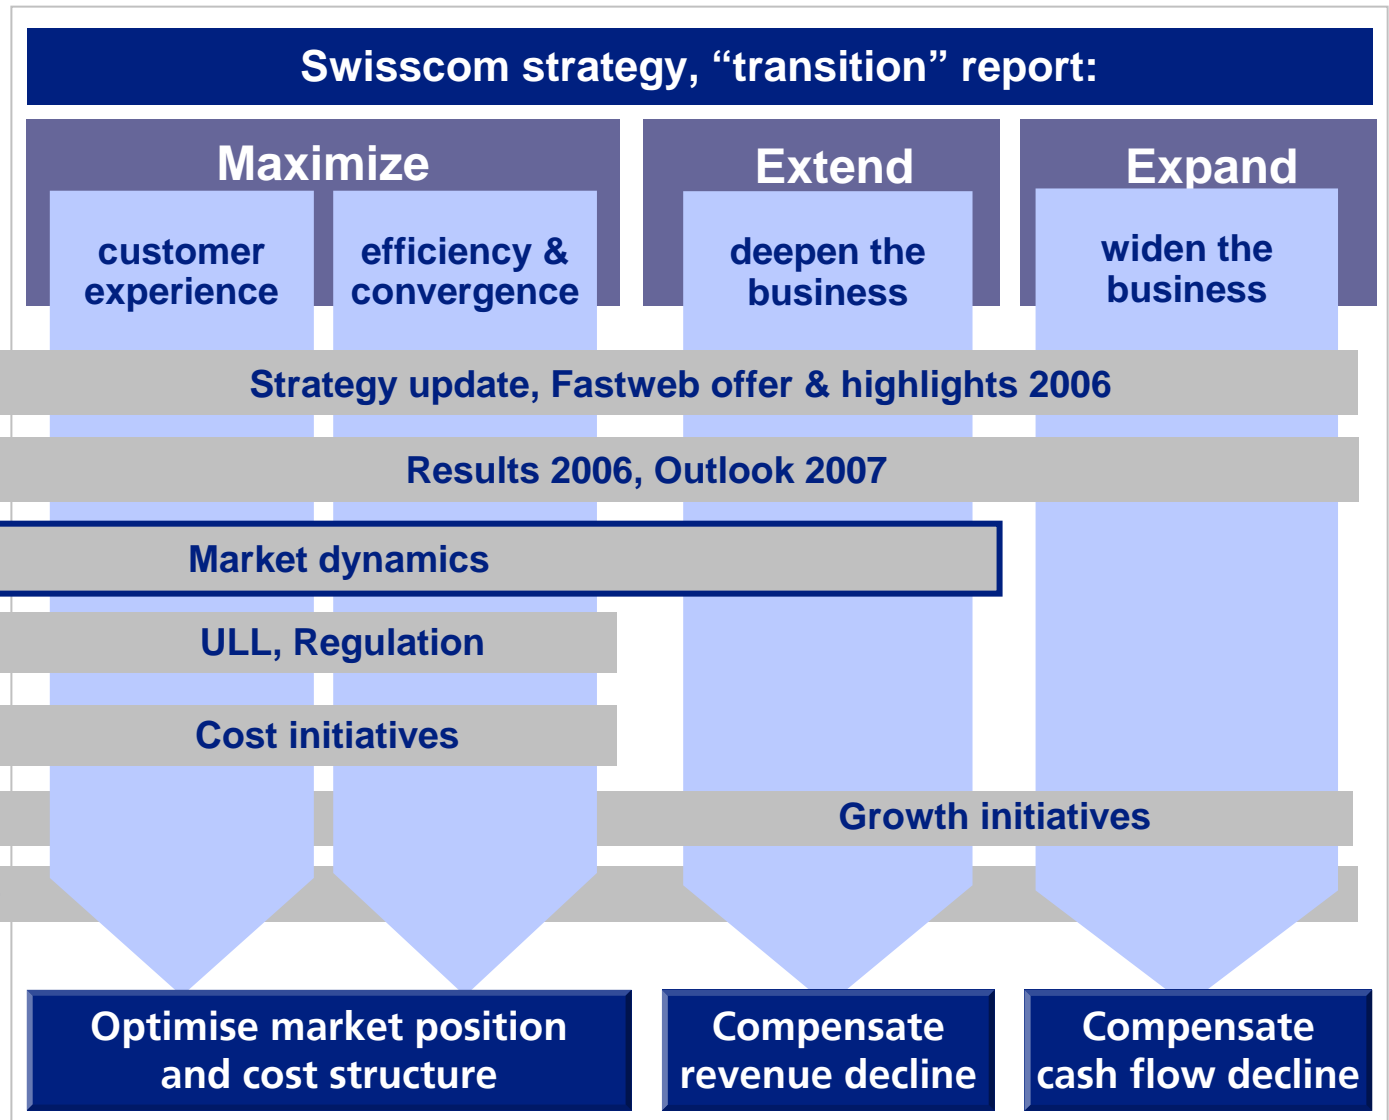 Swisscom strategy, “transition” report:
Maximize
Extend
Expand
customer
experience
efficiency &
convergence
deepen the
business
widen the
business
Strategy update, Fastweb offer & highlights 2006
Results 2006, Outlook 2007
Market dynamics
ULL, Regulation
Cost initiatives
Growth initiatives
Optimise market position
and cost structure
Compensate
revenue decline
Compensate
cash flow decline